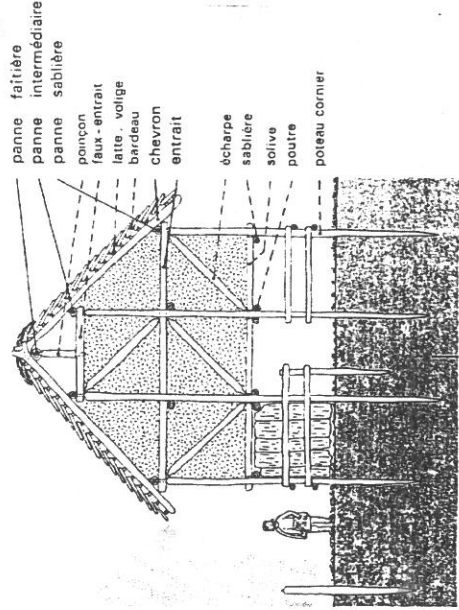 panne faîtière
panne intermédiaire
panne sablière
poinçon
faux-entrait
latte. volige
bardeau
chevron
entrait
écharpe
sablière
solive
poutre
poteau cornier